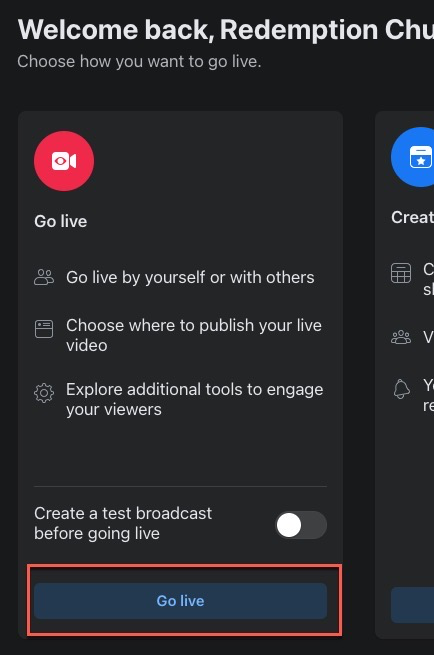 Welcome back, Redemption Chu
Choose how you want to go live.
Go live
Go live by yourself or with others
Choose where to publish your live
video
Explore additional tools to engage
your viewers
Create a test broadcast
before going live
Go live
Creat
C
sl
V
Yo
re